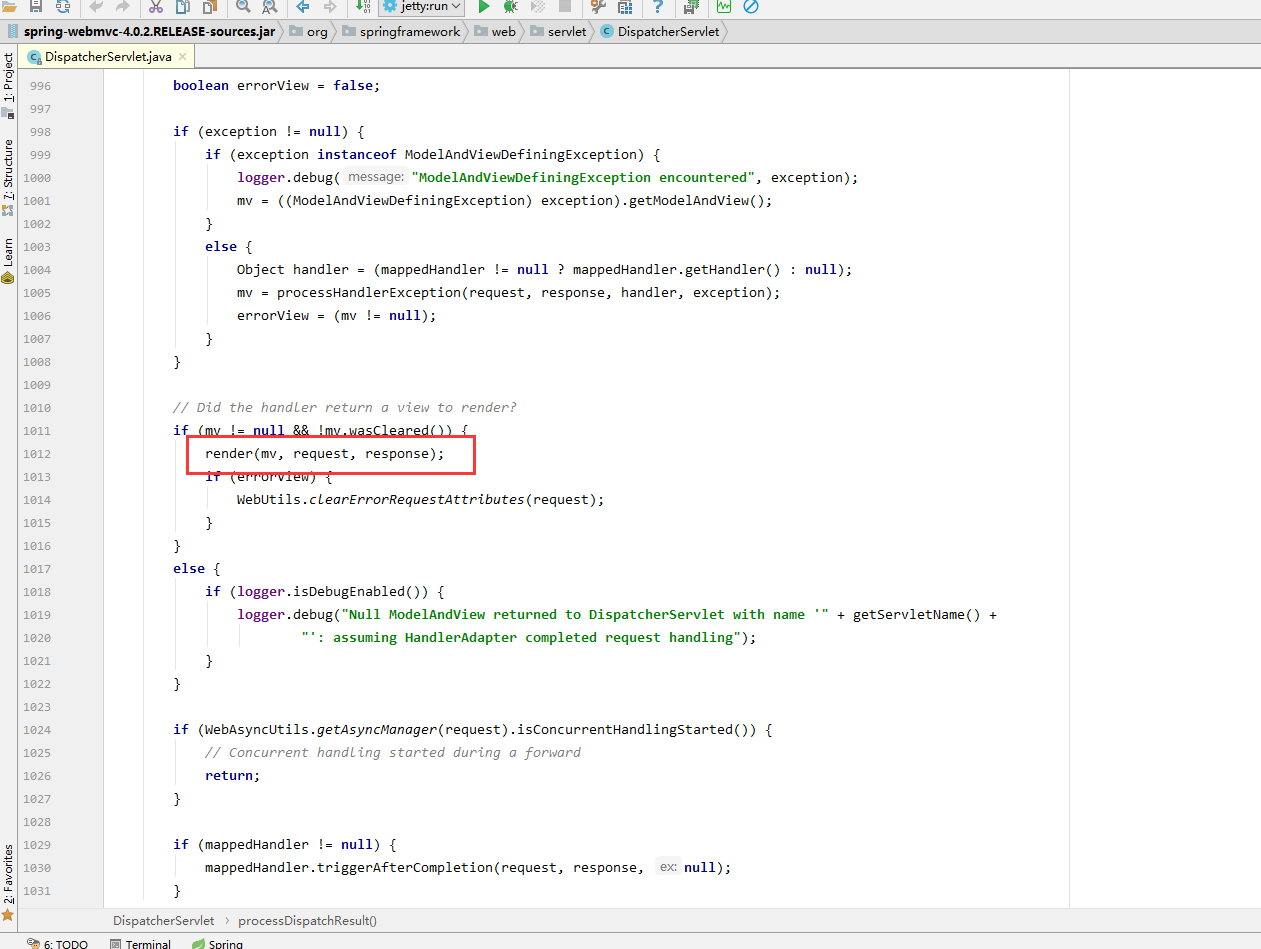 jetty:run
spring-webmvc-4.0.2.RELEASE-sources.jar org springframework web servlet DispatcherServlet
DispatcherServlet.java
1: Project
7: Structure
Learn
2: Favorites
996 boolean errorView = false;
997
998 if (exception != null) {
999 if (exception instanceof ModelAndViewDefiningException) {
1000 logger.debug( message: "ModelAndViewDefiningException encountered", exception);
1001 mv = ((ModelAndViewDefiningException) exception).getModelAndView();
1002 }
1003 else {
1004 Object handler = (mappedHandler != null ? mappedHandler.getHandler() : null);
1005 mv = processHandlerException(request, response, handler, exception);
1006 errorView = (mv != null);
1007 }
1008 }
1009
1010 // Did the handler return a view to render?
1011 if (mv != null && !mv.wasCleared()) {
1012 render(mv, request, response);
1013 if (errorView) {
1014 WebUtils.clearErrorRequestAttributes(request);
1015 }
1016 }
1017 else {
1018 if (logger.isDebugEnabled()) {
1019 logger.debug("Null ModelAndView returned to DispatcherServlet with name '" + getServletName() +
1020 "': assuming HandlerAdapter completed request handling");
1021 }
1022 }
1023
1024 if (WebAsyncUtils.getAsyncManager(request).isConcurrentHandlingStarted()) {
1025 // Concurrent handling started during a forward
1026 return;
1027 }
1028
1029 if (mappedHandler != null) {
1030 mappedHandler.triggerAfterCompletion(request, response, ex: null);
1031 }
DispatcherServlet › processDispatchResult()
6: TODO Terminal Spring